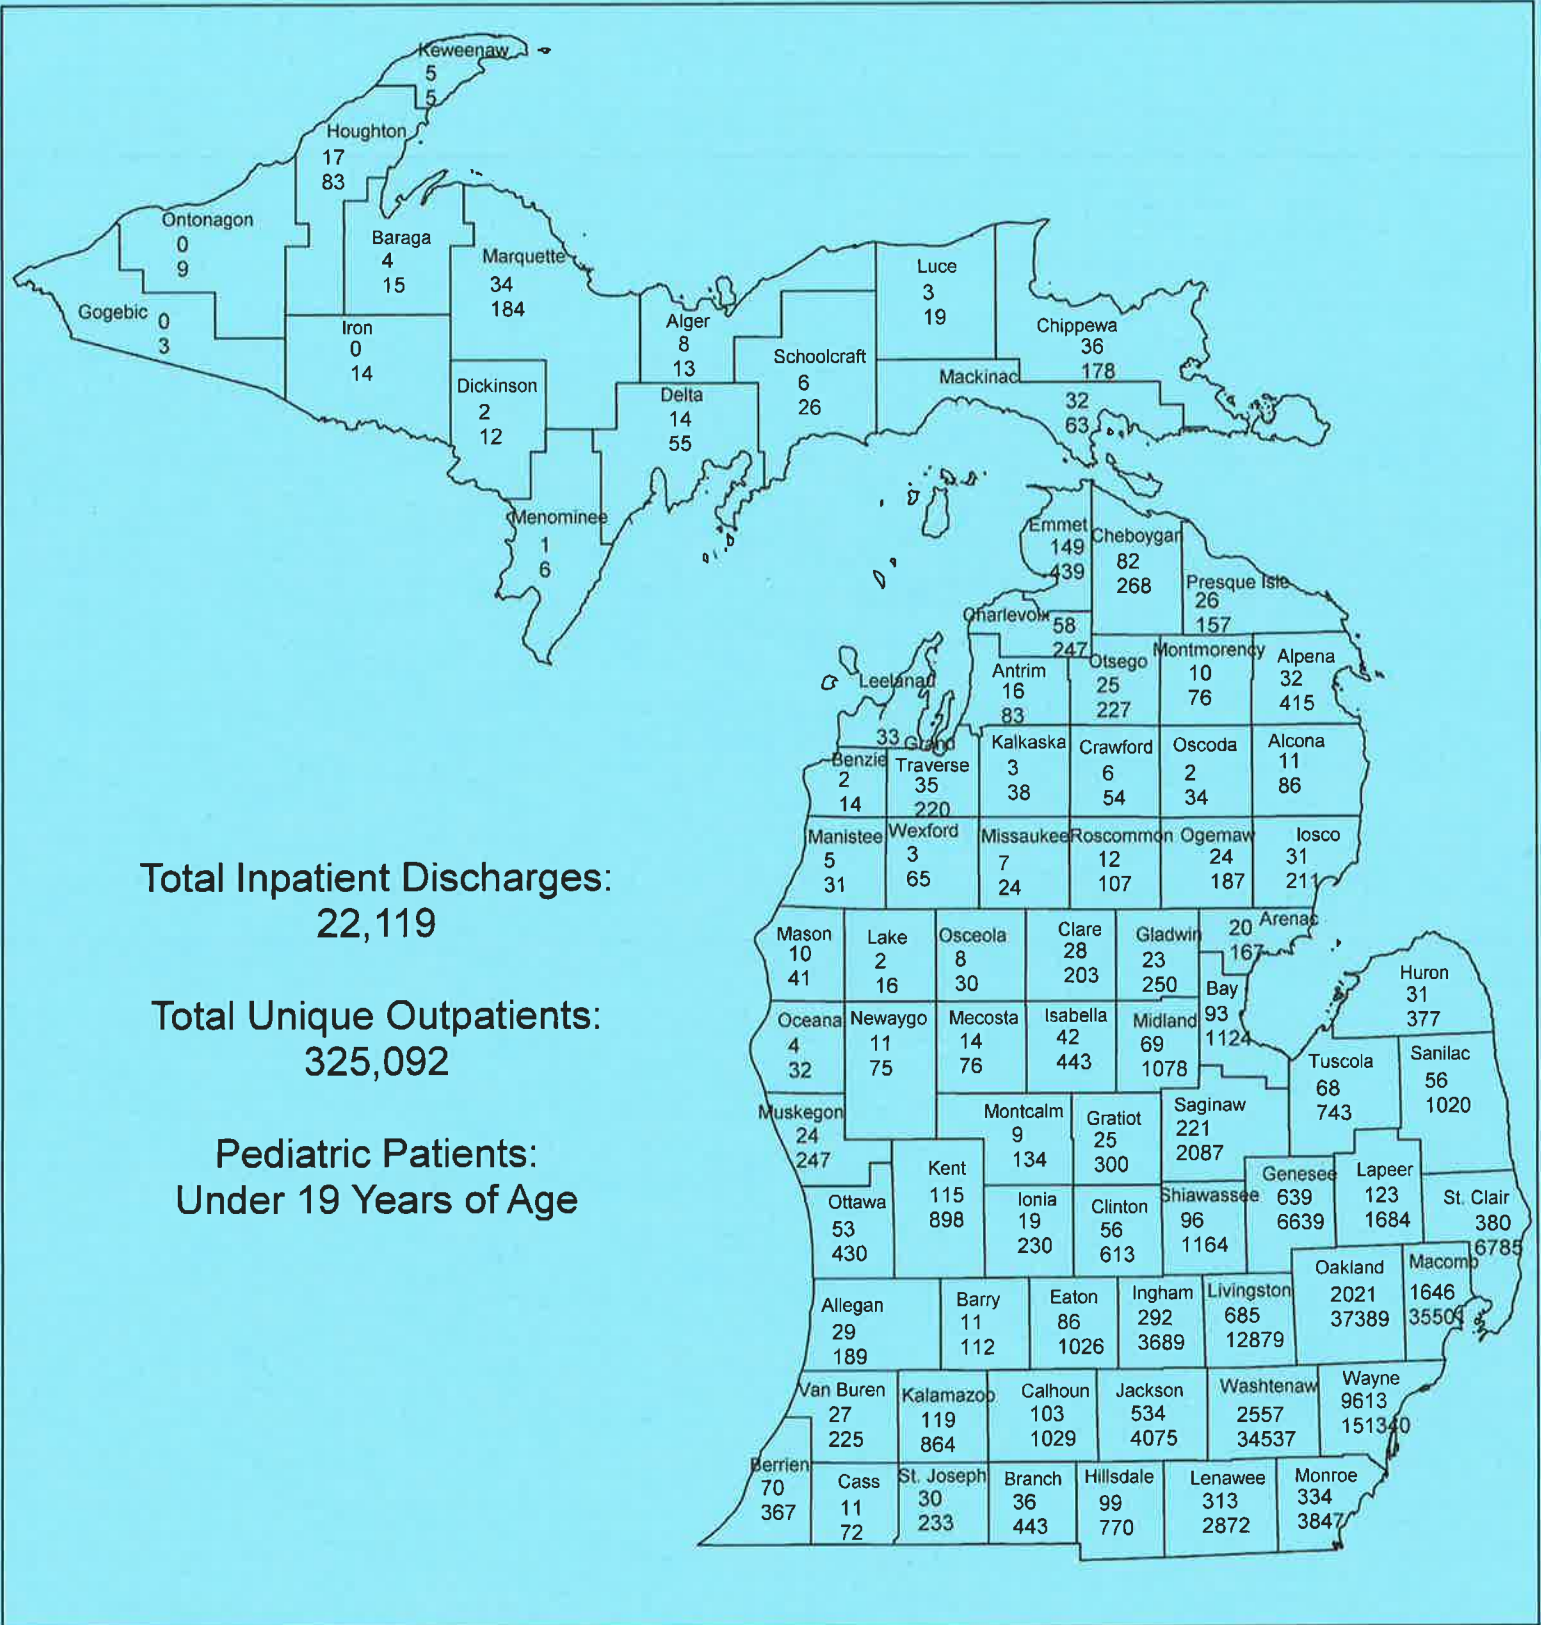 Keweenaw
5
5
Houghton
17
83
Ontonagon
0
9
Baraga
4
15
Marquette
34
184
Gogebic
0
3
Iron
0
14
Dickinson
2
12
Menominee
1
6
Alger
8
13
Delta
14
55
Schoolcraft
6
26
Luce
3
19
Chippewa
36
178
Mackinac
32
63
Emmet
149
439
Cheboygan
82
268
Presque Isle
26
157
Charlevoix
58
247
Leelanau
33
Antrim
16
83
Otsego
25
227
Montmorency
10
76
Alpena
32
415
Benzie
2
14
Grand
Traverse
35
220
Kalkaska
3
38
Crawford
6
54
Oscoda
2
34
Alcona
11
86
Manistee
5
31
Wexford
3
65
Missaukee
7
24
Roscommon
12
107
Ogemaw
24
187
Iosco
31
211
Total Inpatient Discharges:
22,119
Total Unique Outpatients:
325,092
Pediatric Patients:
Under 19 Years of Age
Mason
10
41
Lake
2
16
Osceola
8
30
Clare
28
203
Gladwin
23
250
Arenac
20
167
Huron
31
377
Oceana
4
32
Newaygo
11
75
Mecosta
14
76
Isabella
42
443
Midland
69
1078
Bay
93
1124
Tuscola
68
743
Sanilac
56
1020
Muskegon
24
247
Montcalm
9
134
Gratiot
25
300
Saginaw
221
2087
Ottawa
53
430
Kent
115
898
Ionia
19
230
Clinton
56
613
Shiawassee
96
1164
Genesee
639
6639
Lapeer
123
1684
St. Clair
380
6785
Allegan
29
189
Barry
11
112
Eaton
86
1026
Ingham
292
3689
Livingston
685
12879
Oakland
2021
37389
Macomb
1646
35501
Van Buren
27
225
Kalamazoo
119
864
Calhoun
103
1029
Jackson
534
4075
Washtenaw
2557
34537
Wayne
9613
151340
Berrien
70
367
Cass
11
72
St. Joseph
30
233
Branch
36
443
Hillsdale
99
770
Lenawee
313
2872
Monroe
334
3847